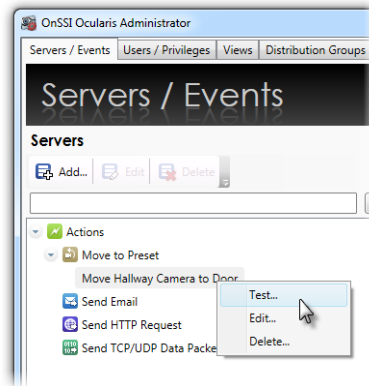 OnSSI Ocularis Administrator
Servers / Events Users / Privileges Views Distribution Groups
Servers / Events
Servers
Add... Edit Delete
Actions
Move to Preset
Move Hallway Camera to Door
Test...
Send Email
Edit...
Send HTTP Request
Delete...
Send TCP/UDP Data Packe